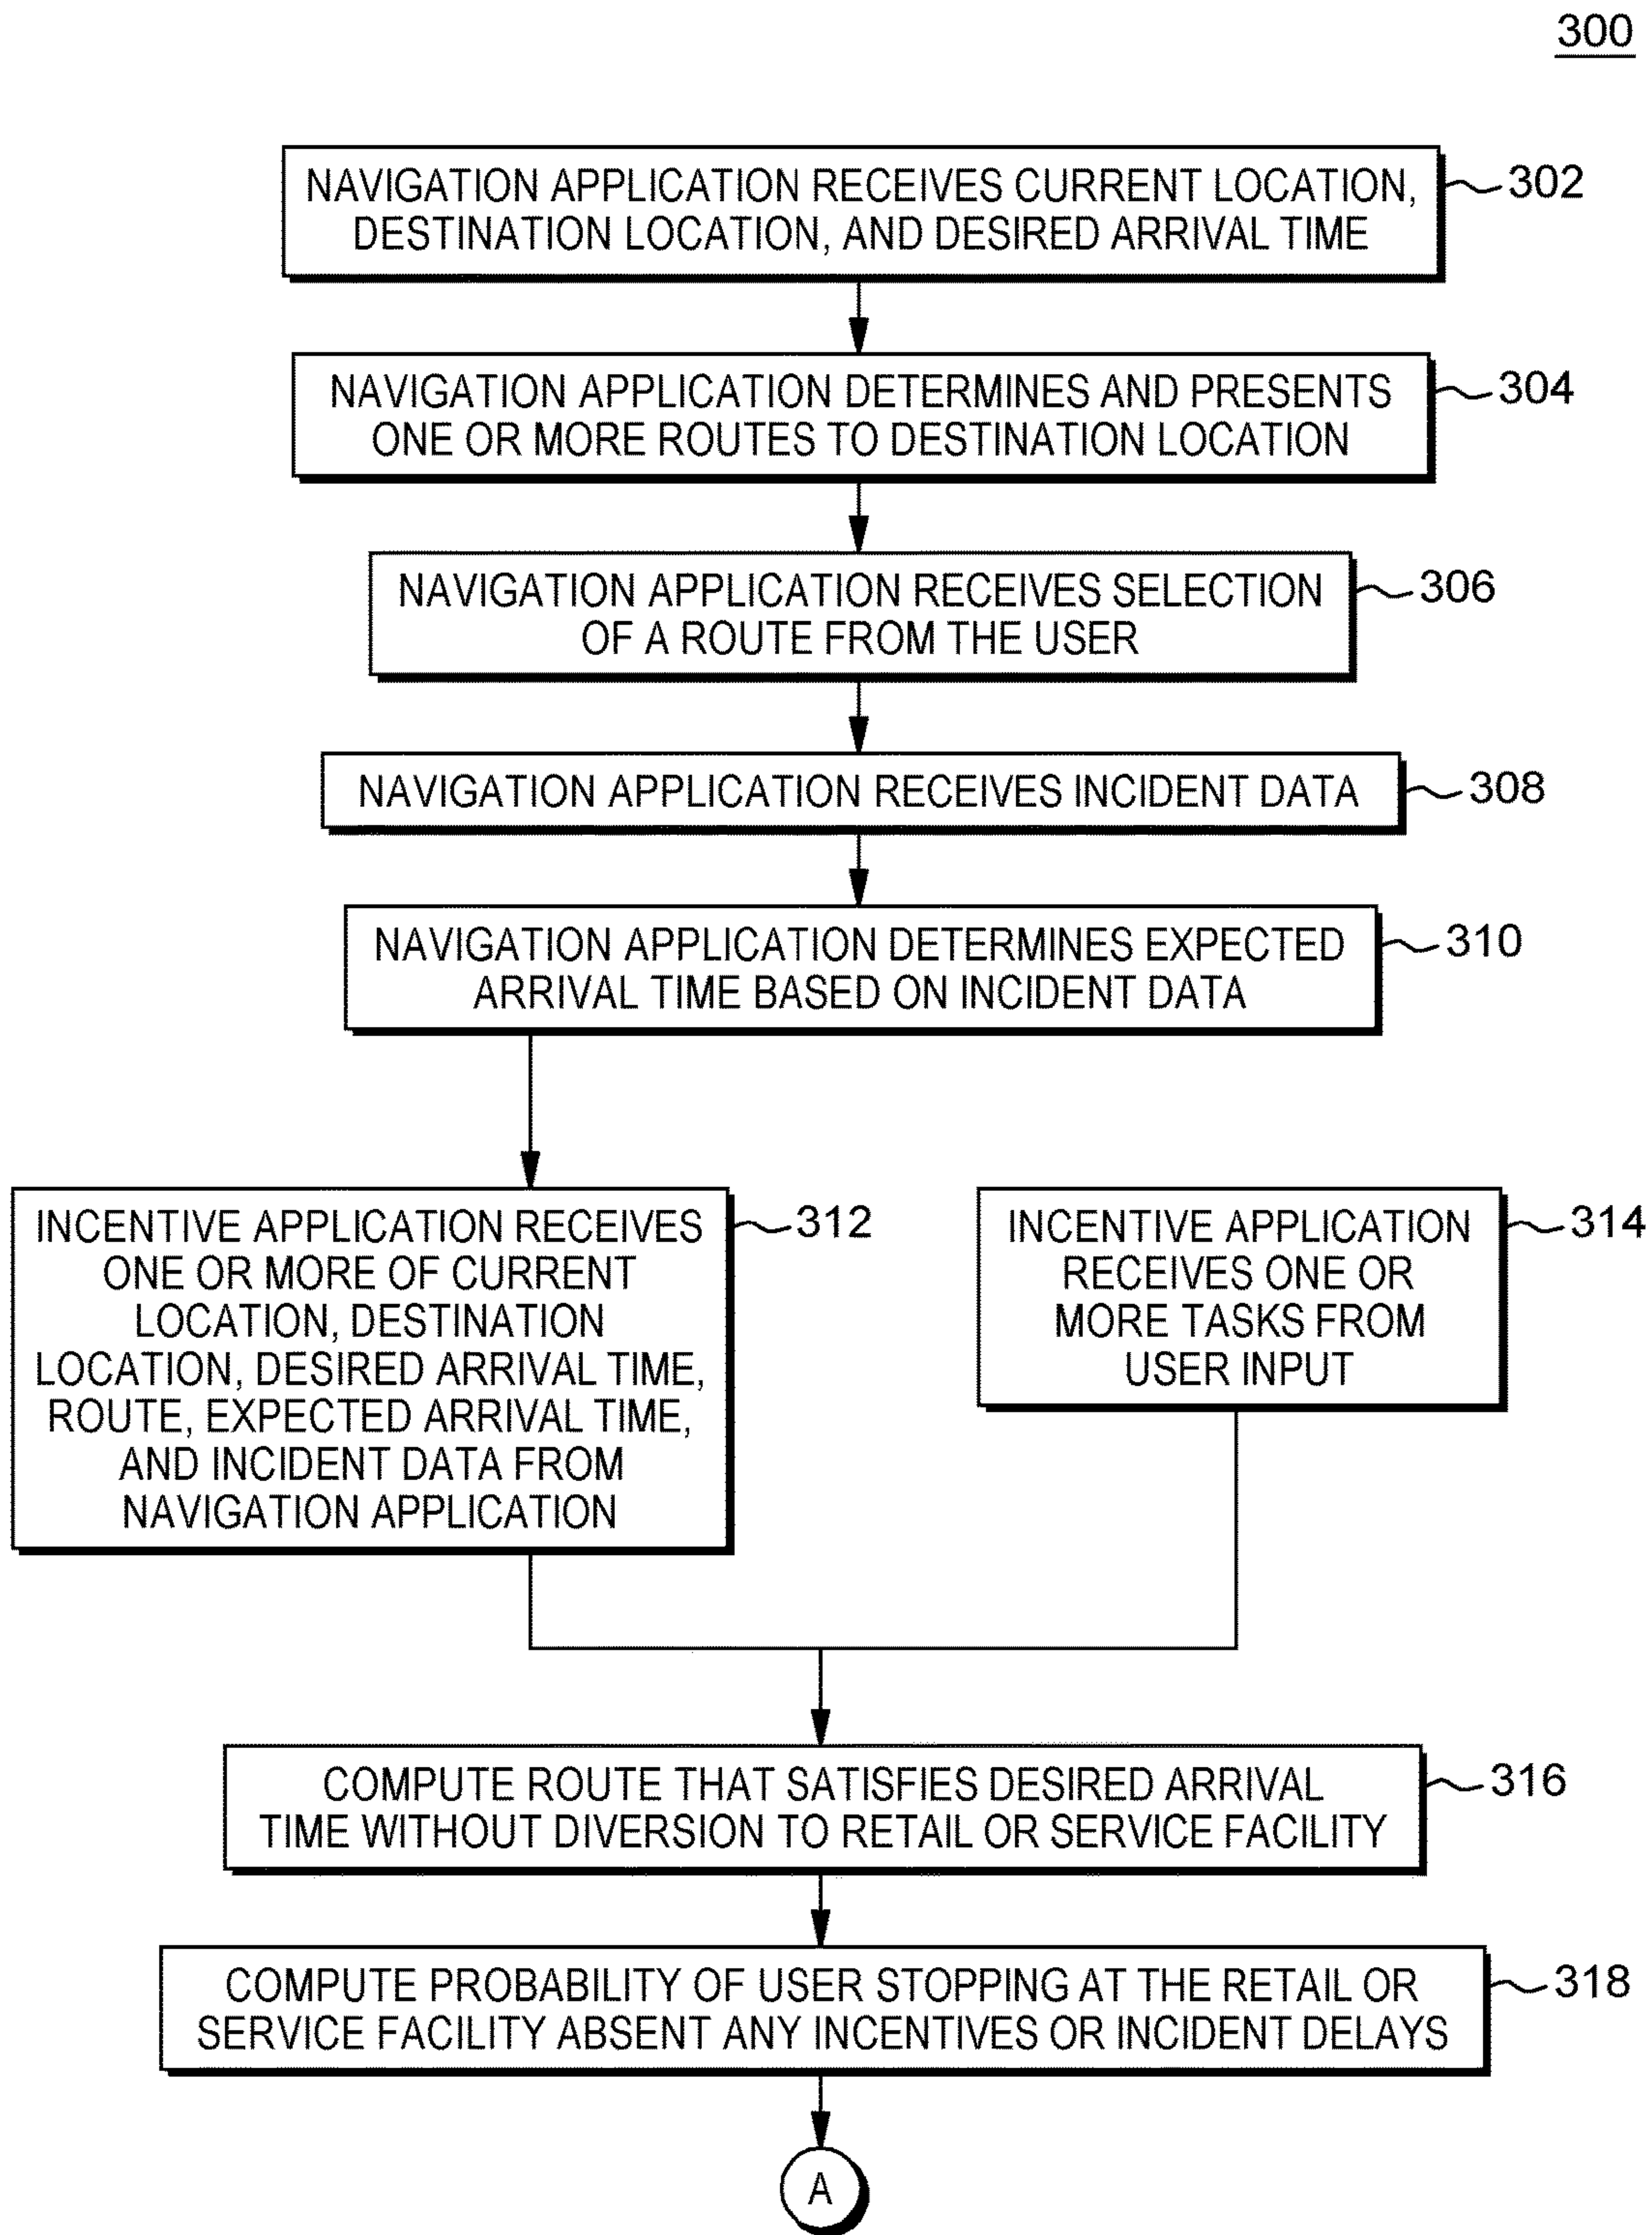 300
NAVIGATION APPLICATION RECEIVES CURRENT LOCATION,
DESTINATION LOCATION, AND DESIRED ARRIVAL TIME
302
NAVIGATION APPLICATION DETERMINES AND PRESENTS
ONE OR MORE ROUTES TO DESTINATION LOCATION
304
NAVIGATION APPLICATION RECEIVES SELECTION
OF A ROUTE FROM THE USER
306
NAVIGATION APPLICATION RECEIVES INCIDENT DATA
308
NAVIGATION APPLICATION DETERMINES EXPECTED
ARRIVAL TIME BASED ON INCIDENT DATA
310
INCENTIVE APPLICATION RECEIVES
ONE OR MORE OF CURRENT
LOCATION, DESTINATION
LOCATION, DESIRED ARRIVAL TIME,
ROUTE, EXPECTED ARRIVAL TIME,
AND INCIDENT DATA FROM
NAVIGATION APPLICATION
312
INCENTIVE APPLICATION
RECEIVES ONE OR
MORE TASKS FROM
USER INPUT
314
COMPUTE ROUTE THAT SATISFIES DESIRED ARRIVAL
TIME WITHOUT DIVERSION TO RETAIL OR SERVICE FACILITY
316
COMPUTE PROBABILITY OF USER STOPPING AT THE RETAIL OR
SERVICE FACILITY ABSENT ANY INCENTIVES OR INCIDENT DELAYS
318
A